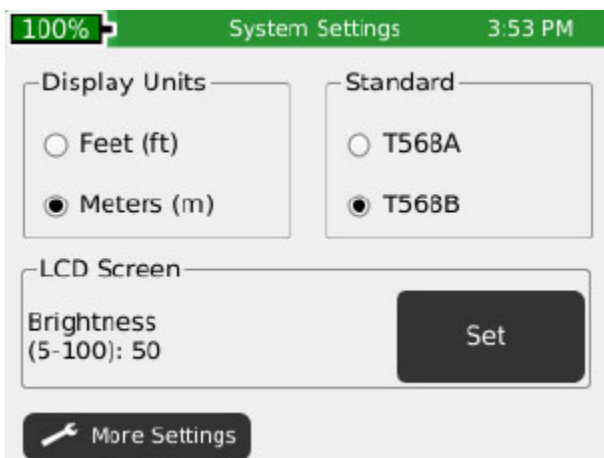 100% System Settings 3:53 PM
Display Units
Feet (ft)
Meters (m)
Standard
T568A
T568B
LCD Screen
Brightness
(5-100): 50
Set
More Settings